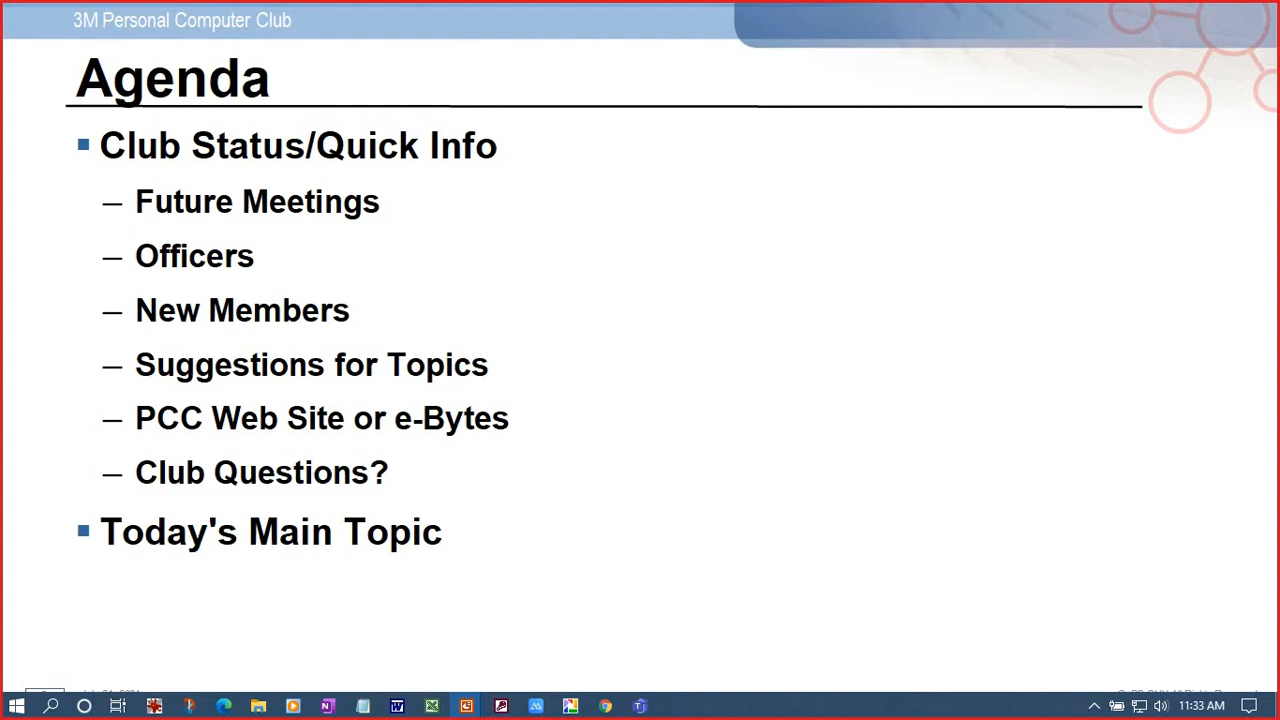 3M Personal Computer Club
Agenda
Club Status/Quick Info
– Future Meetings
– Officers
– New Members
– Suggestions for Topics
– PCC Web Site or e-Bytes
– Club Questions?
Today's Main Topic
11:33 AM